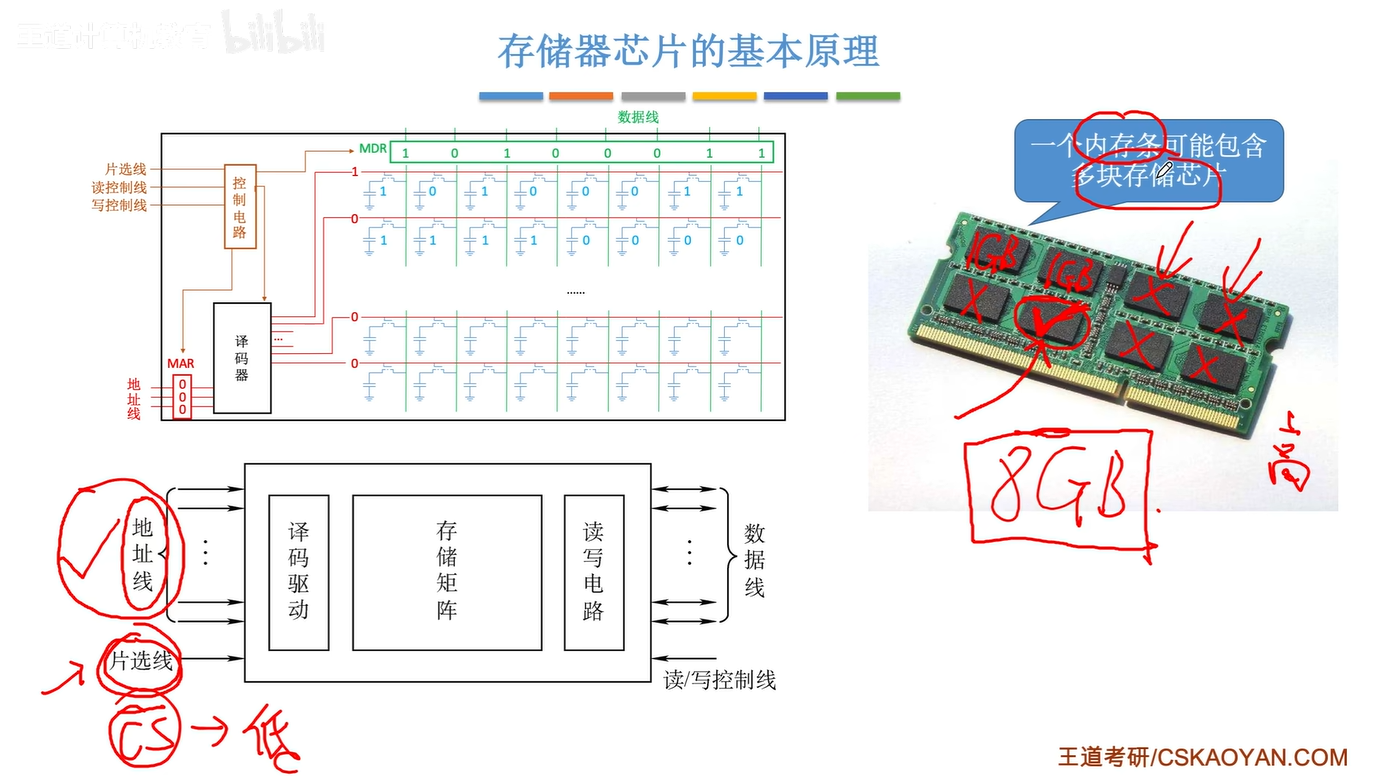 王道计算机教育 bilibili
存储器芯片的基本原理
数据线
MDR 1 0 1 0 0 0 1 1
片选线
读控制线
写控制线
控制电路
1
1 0 1 0 0 0 1 1
0
1 1 1 1 0 0 0 0
......
0
0
...
译码器
MAR
地址线
0
0
0
一个内存条可能包含
多块存储芯片
1GB 1GB
8GB
高
地址线
译码驱动
存储矩阵
读写电路
数据线
片选线
读/写控制线
CS → 低
王道考研/CSKAOYAN.COM